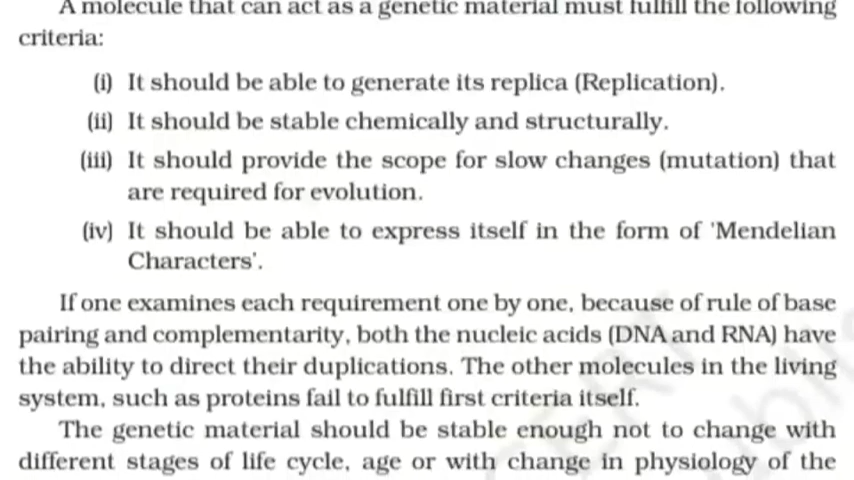 A molecule that can act as a genetic material must fulfill the following
criteria:
(i) It should be able to generate its replica (Replication).
(ii) It should be stable chemically and structurally.
(iii) It should provide the scope for slow changes (mutation) that
are required for evolution.
(iv) It should be able to express itself in the form of 'Mendelian
Characters'.
If one examines each requirement one by one, because of rule of base
pairing and complementarity, both the nucleic acids (DNA and RNA) have
the ability to direct their duplications. The other molecules in the living
system, such as proteins fail to fulfill first criteria itself.
The genetic material should be stable enough not to change with
different stages of life cycle, age or with change in physiology of the